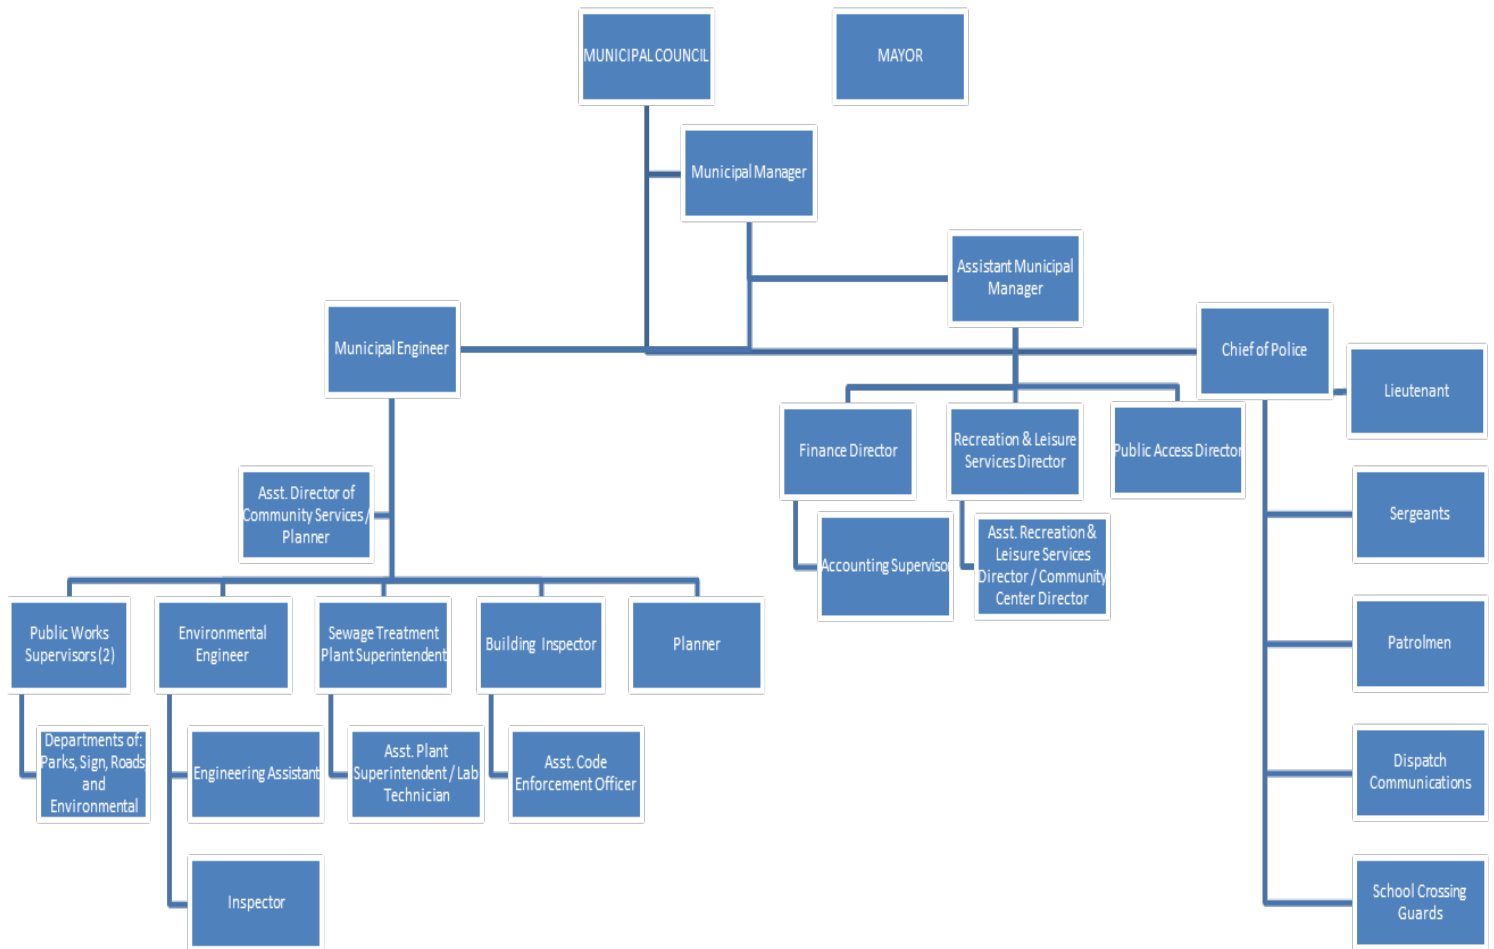 MUNICIPAL COUNCIL
MAYOR
Municipal Manager
Assistant Municipal
Manager
Municipal Engineer
Chief of Police
Lieutenant
Finance Director
Recreation & Leisure
Services Director
Public Access Director
Asst. Director of
Community Services /
Planner
Sergeants
Accounting Supervisor
Asst. Recreation &
Leisure Services
Director / Community
Center Director
Public Works
Supervisors (2)
Environmental
Engineer
Sewage Treatment
Plant Superintendent
Building Inspector
Planner
Patrolmen
Departments of:
Parks, Sign, Roads
and
Environmental
Engineering Assistant
Asst. Plant
Superintendent / Lab
Technician
Asst. Code
Enforcement Officer
Dispatch
Communications
Inspector
School Crossing
Guards